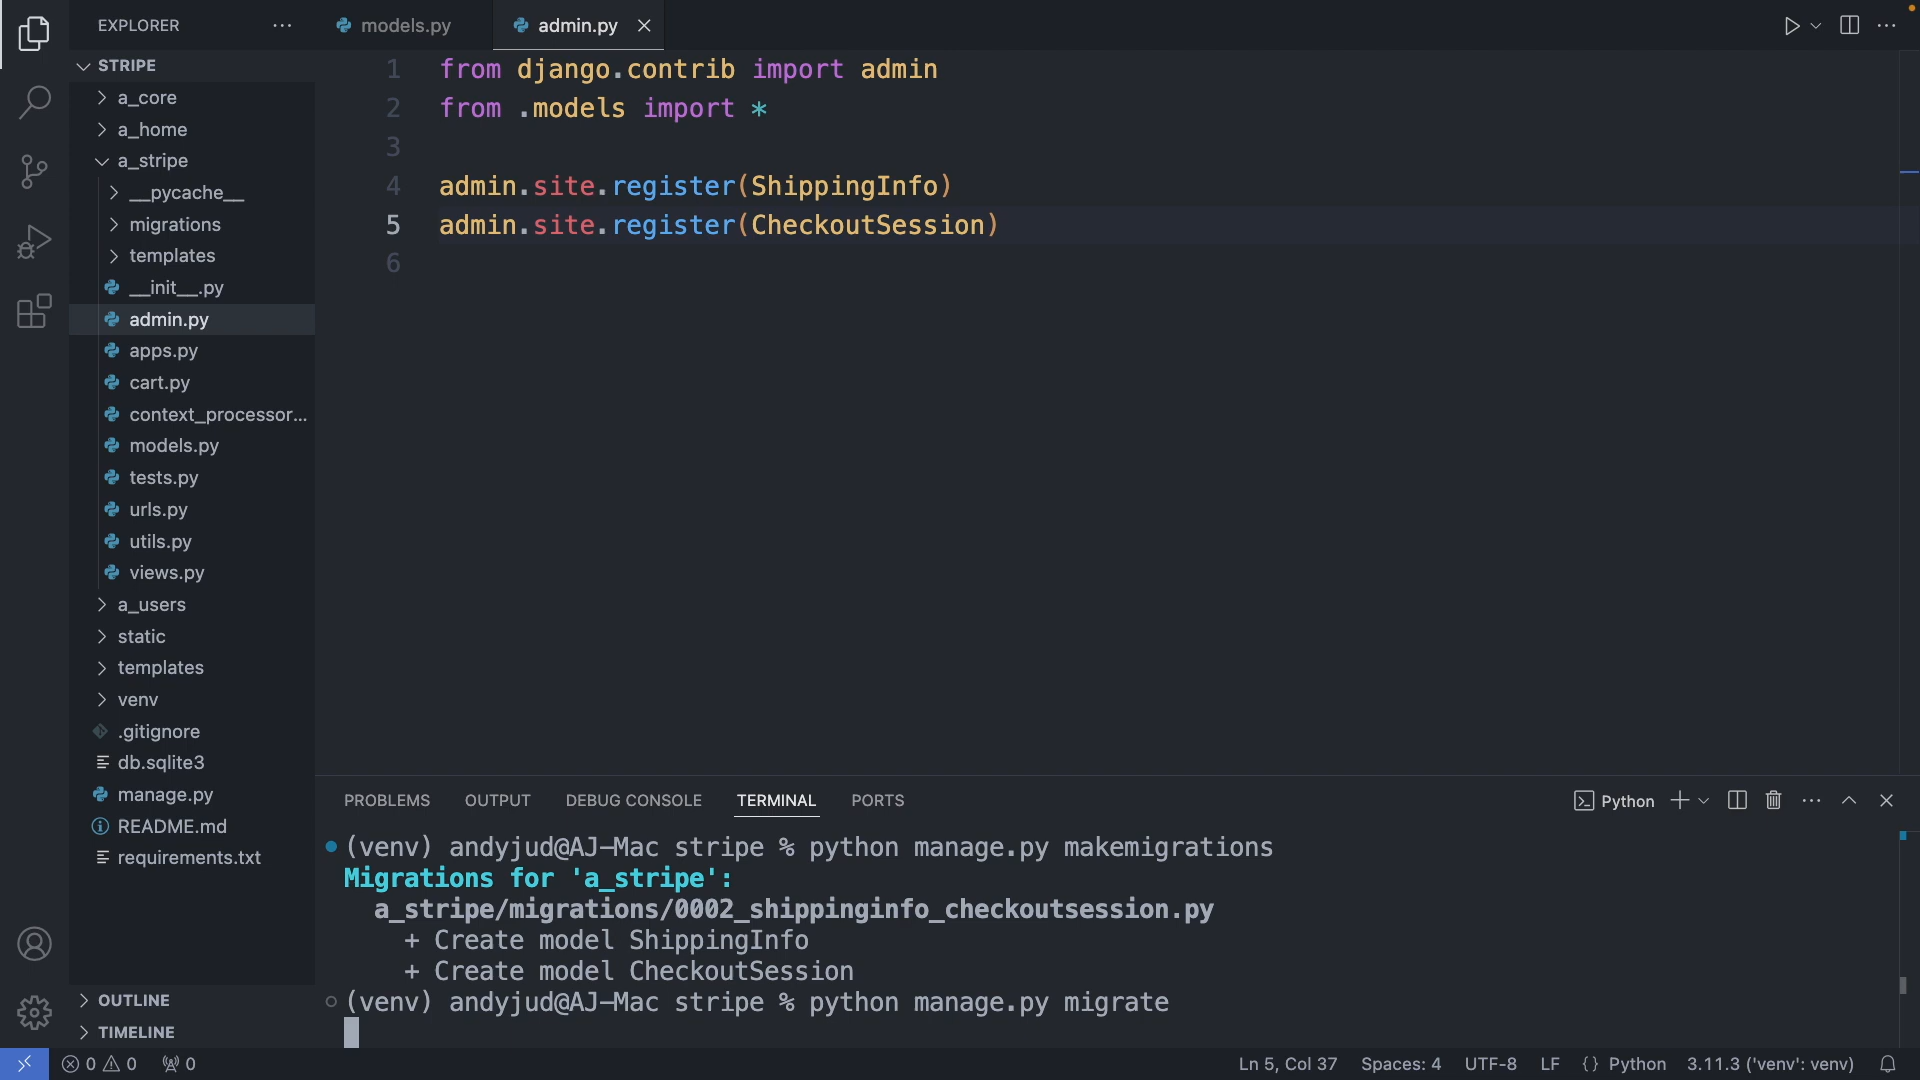 EXPLORER
models.py
admin.py
STRIPE
a_core
a_home
a_stripe
__pycache__
migrations
templates
__init__.py
admin.py
apps.py
cart.py
context_processor...
models.py
tests.py
urls.py
utils.py
views.py
a_users
static
templates
venv
.gitignore
db.sqlite3
manage.py
README.md
requirements.txt
OUTLINE
TIMELINE
1 from django.contrib import admin
2 from .models import *
3
4 admin.site.register(ShippingInfo)
5 admin.site.register(CheckoutSession)
6
PROBLEMS OUTPUT DEBUG CONSOLE TERMINAL PORTS
Python
(venv) andyjud@AJ-Mac stripe % python manage.py makemigrations
Migrations for 'a_stripe':
a_stripe/migrations/0002_shippinginfo_checkoutsession.py
+ Create model ShippingInfo
+ Create model CheckoutSession
(venv) andyjud@AJ-Mac stripe % python manage.py migrate
0 0 0
Ln 5, Col 37 Spaces: 4 UTF-8 LF {} Python 3.11.3 ('venv': venv)